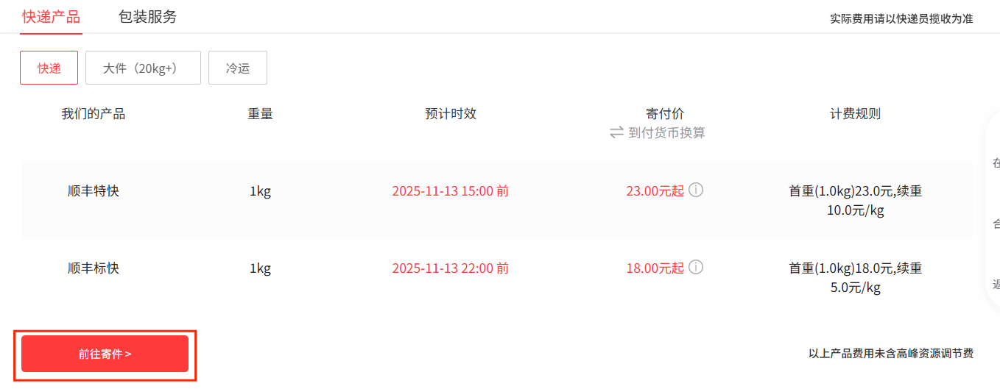 快递产品 包装服务 实际费用请以快递员揽收为准
快递 大件（20kg+） 冷运
我们的产品 重量 预计时效 寄付价 计费规则
⇌ 到付货币换算
在
顺丰特快 1kg 2025-11-13 15:00 前 23.00元起 首重(1.0kg)23.0元,续重
10.0元/kg
合
顺丰标快 1kg 2025-11-13 22:00 前 18.00元起 首重(1.0kg)18.0元,续重
5.0元/kg
返
前往寄件 > 以上产品费用未含高峰资源调节费